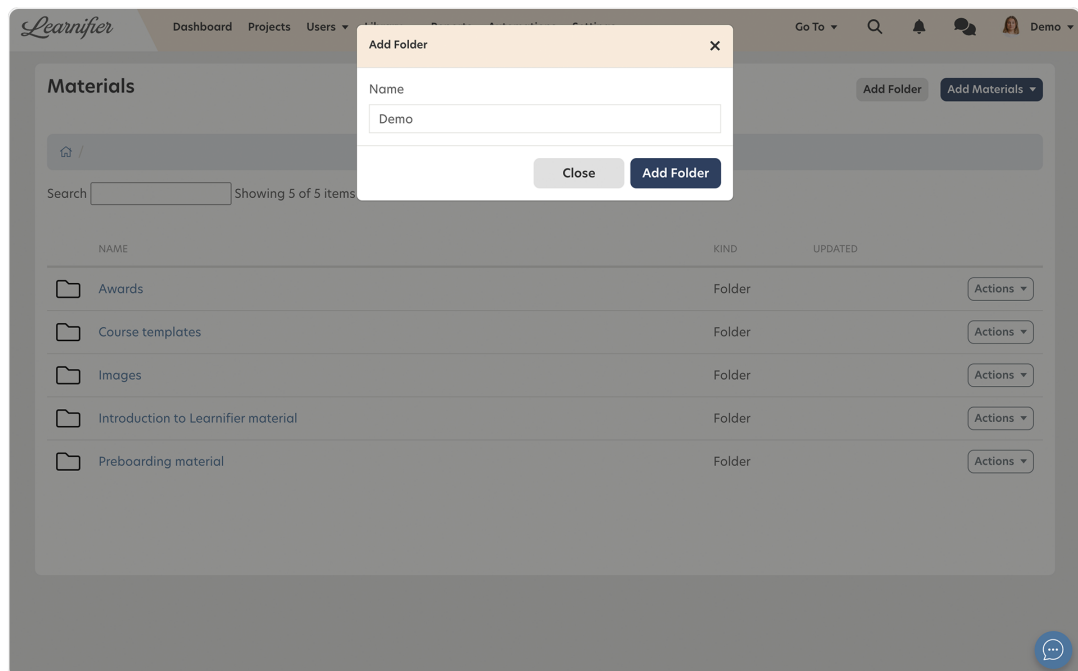 Learnifier
Dashboard Projects Users Go To Demo
Add Folder
Name
Demo
Close Add Folder
Materials
Add Folder Add Materials
/
Search Showing 5 of 5 items
NAME KIND UPDATED
Awards Folder Actions
Course templates Folder Actions
Images Folder Actions
Introduction to Learnifier material Folder Actions
Preboarding material Folder Actions